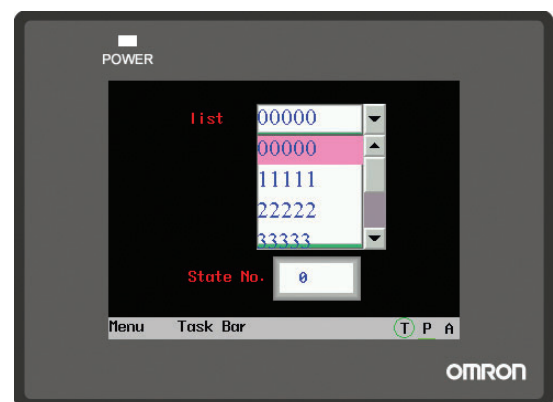 POWER
list 00000
00000
11111
22222
33333
State No. 0
Menu Task Bar T P A
OMRON